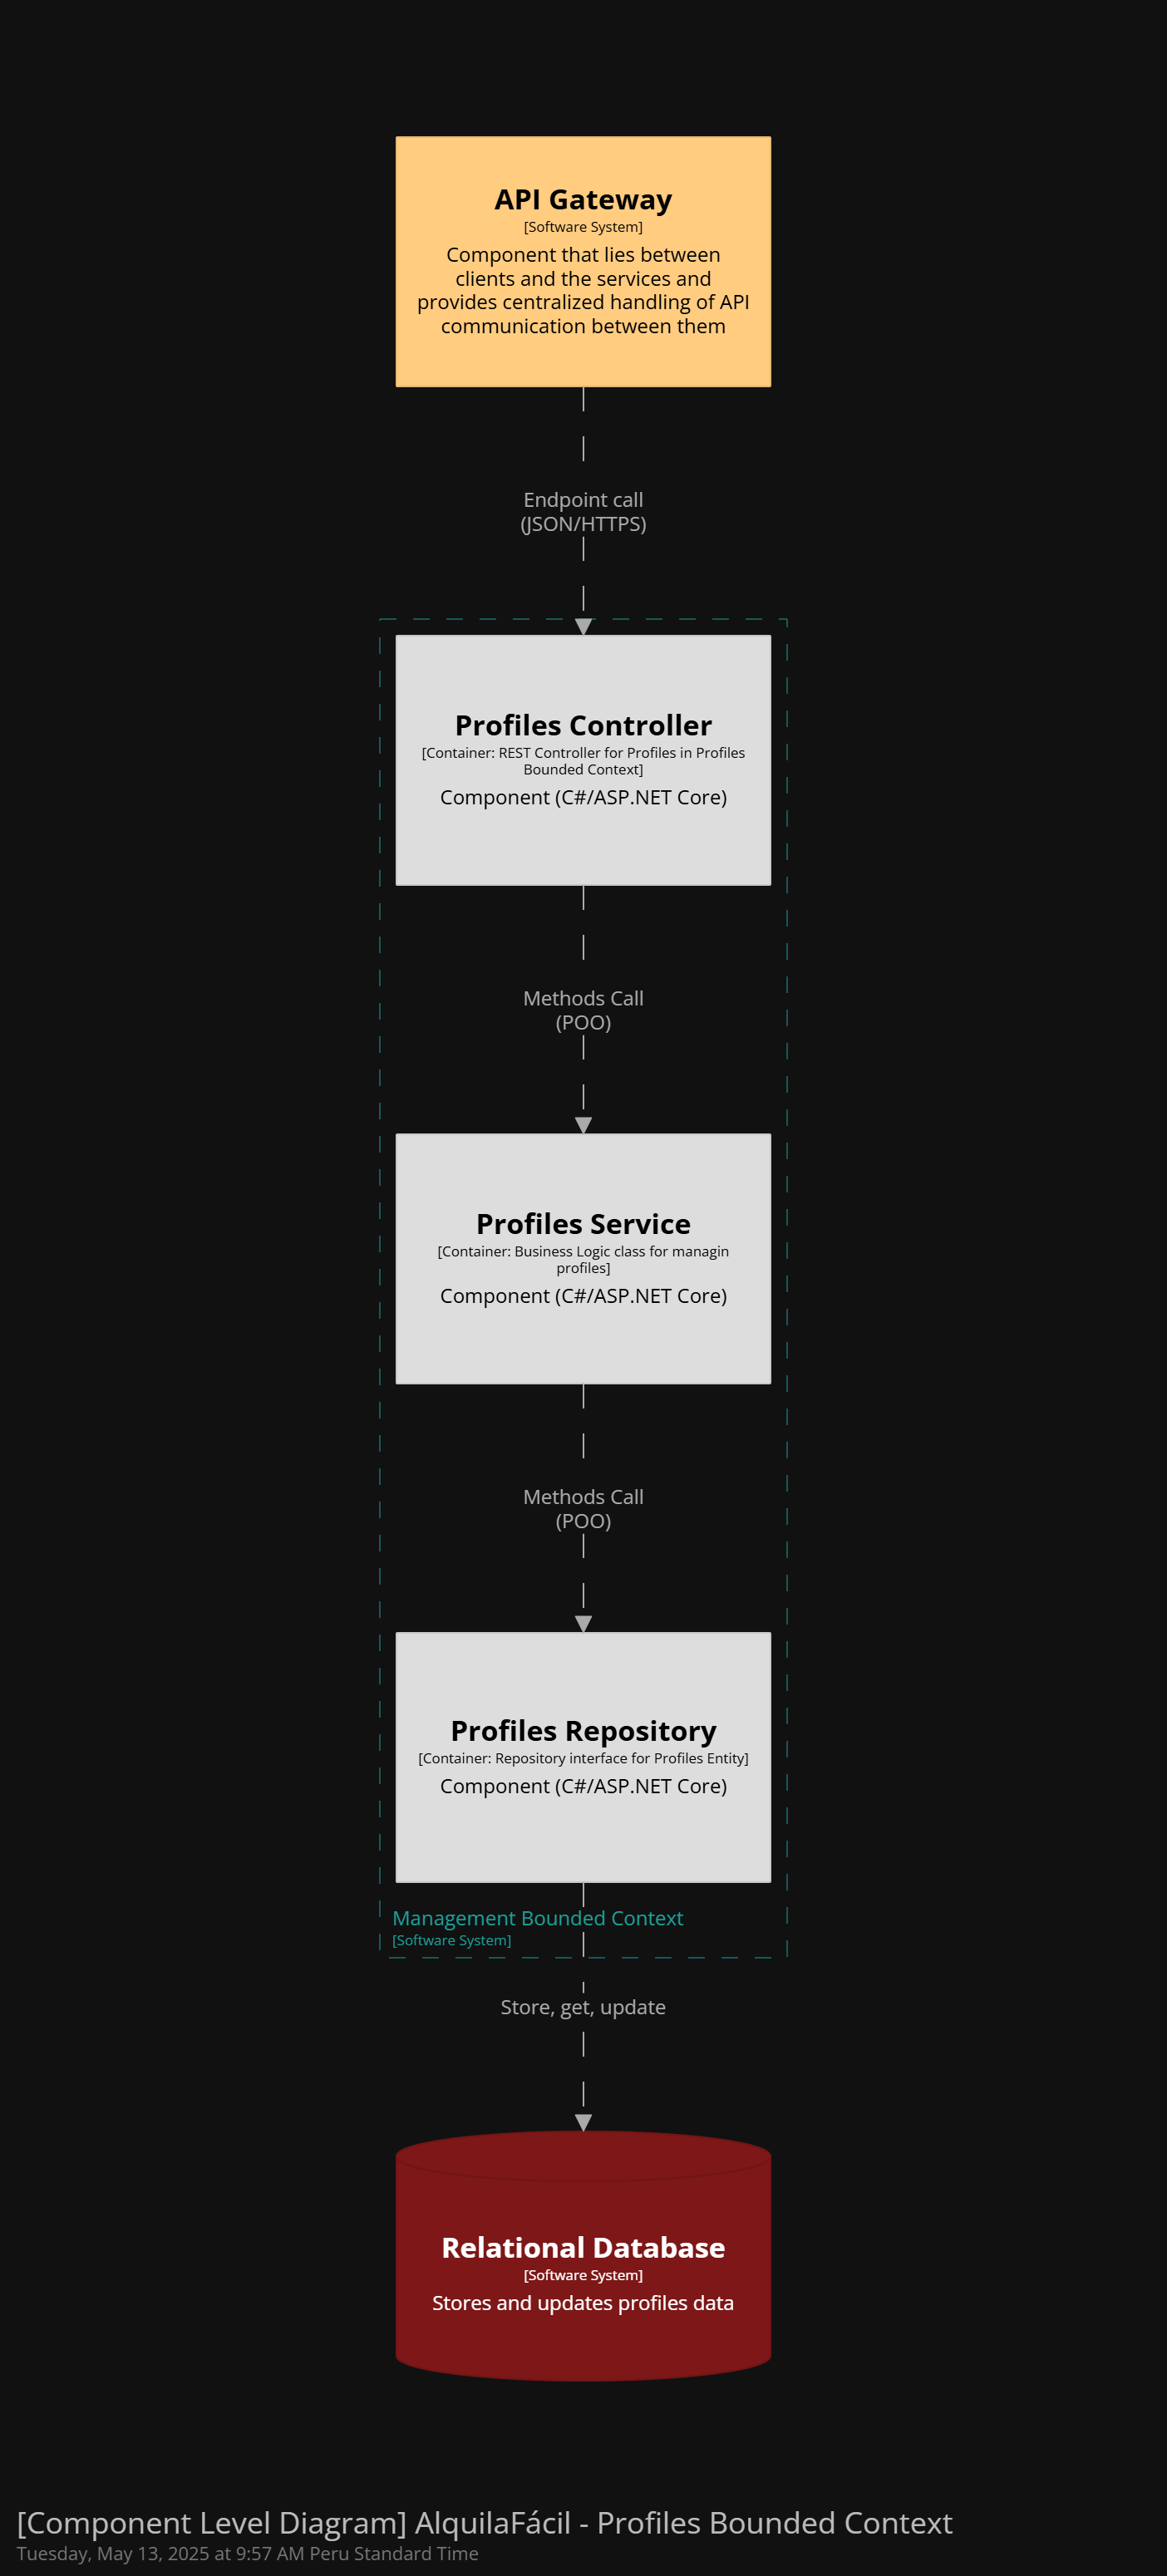 API Gateway
[Software System]
Component that lies between
clients and the services and
provides centralized handling of API
communication between them
Endpoint call
(JSON/HTTPS)
Profiles Controller
[Container: REST Controller for Profiles in Profiles
Bounded Context]
Component (C#/ASP.NET Core)
Methods Call
(POO)
Profiles Service
[Container: Business Logic class for managin
profiles]
Component (C#/ASP.NET Core)
Methods Call
(POO)
Profiles Repository
[Container: Repository interface for Profiles Entity]
Component (C#/ASP.NET Core)
Management Bounded Context
[Software System]
Store, get, update
Relational Database
[Software System]
Stores and updates profiles data
[Component Level Diagram] AlquilaFácil - Profiles Bounded Context
Tuesday, May 13, 2025 at 9:57 AM Peru Standard Time